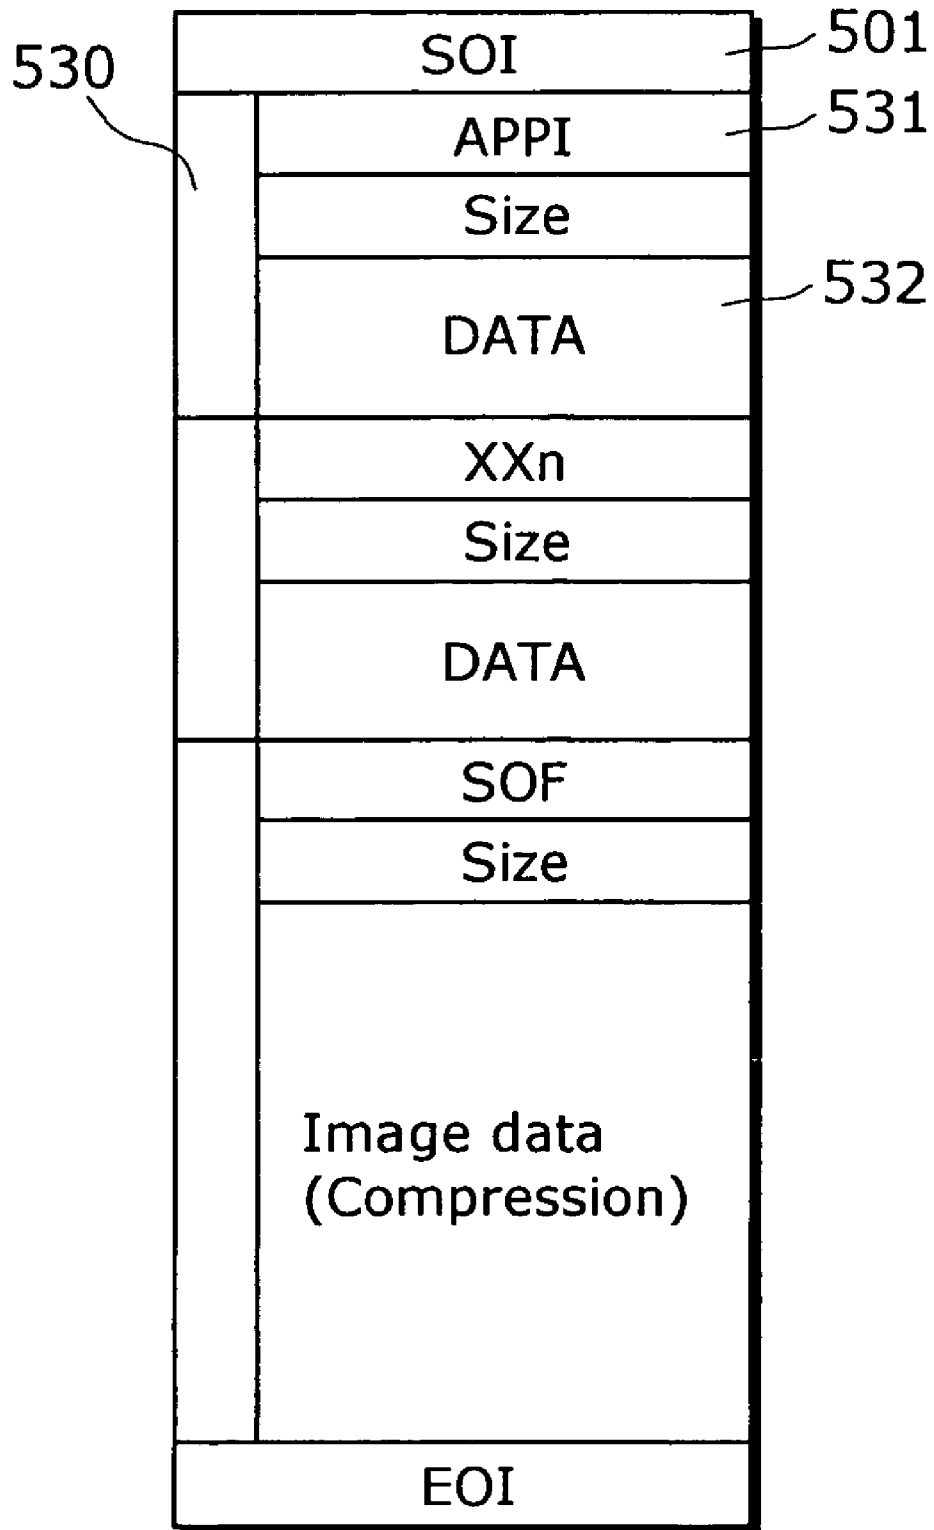 SOI
501
530
APPI
531
Size
DATA
532
XXn
Size
DATA
SOF
Size
Image data
(Compression)
EOI